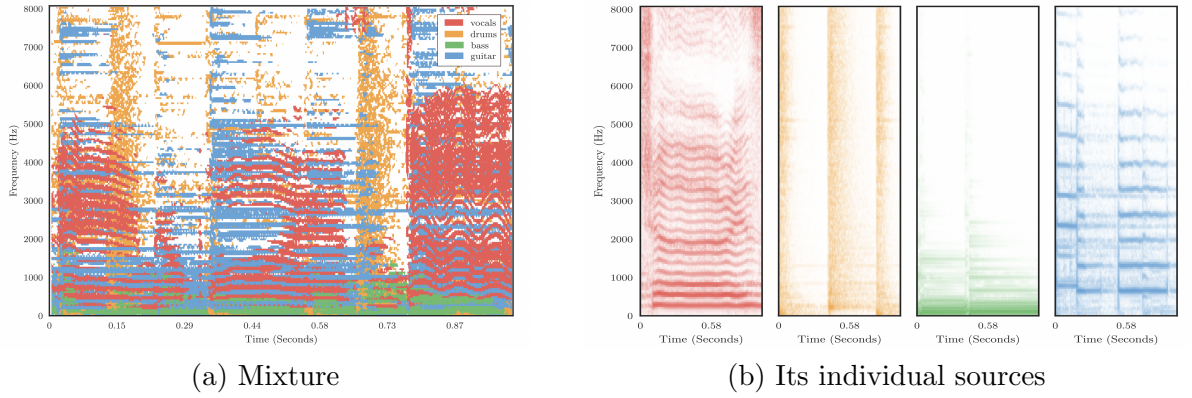 8000
7000
6000
5000
4000
3000
2000
1000
0
Frequency (Hz)
vocals
drums
bass
guitar
0 0.15 0.29 0.44 0.58 0.73 0.87
Time (Seconds)
(a) Mixture
8000
7000
6000
5000
4000
3000
2000
1000
0
Frequency (Hz)
0 0.58
Time (Seconds)
0 0.58
Time (Seconds)
0 0.58
Time (Seconds)
0 0.58
Time (Seconds)
(b) Its individual sources